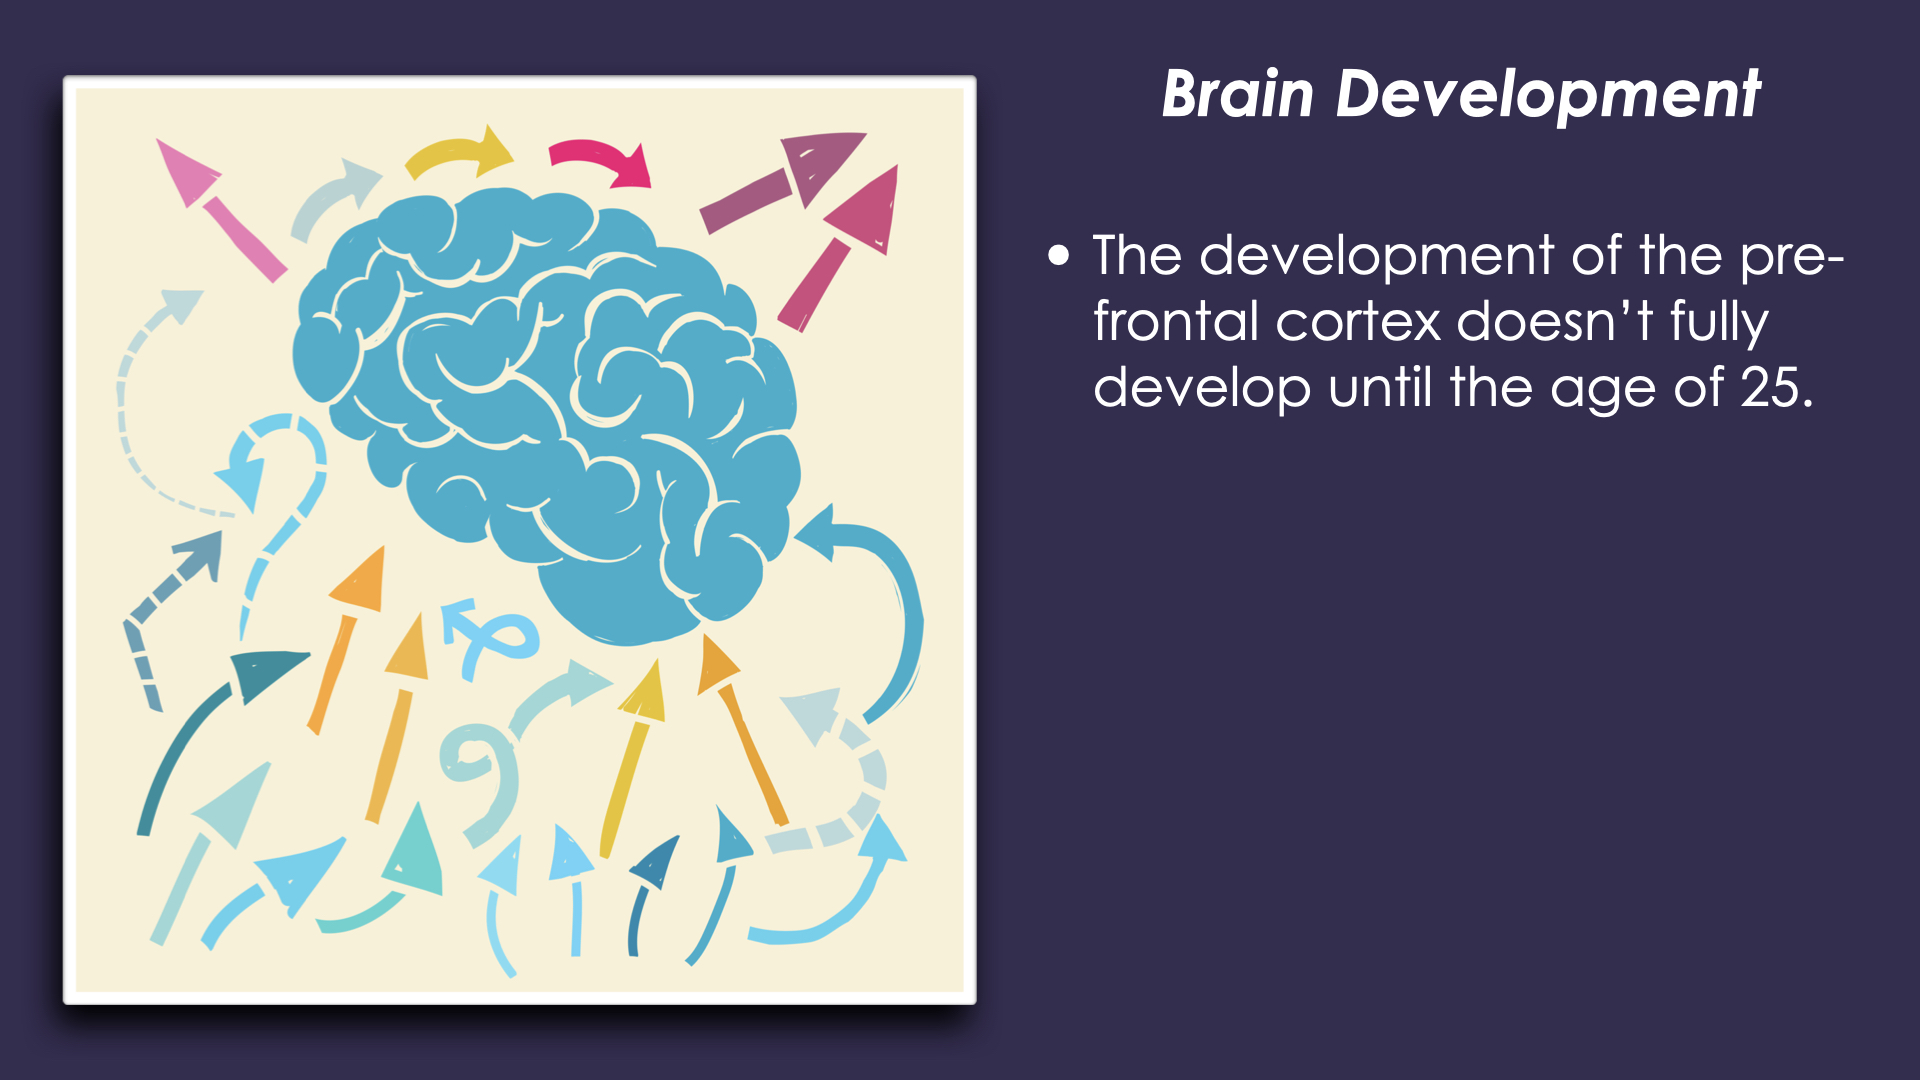 Brain Development
• The development of the pre-
frontal cortex doesn’t fully
develop until the age of 25.